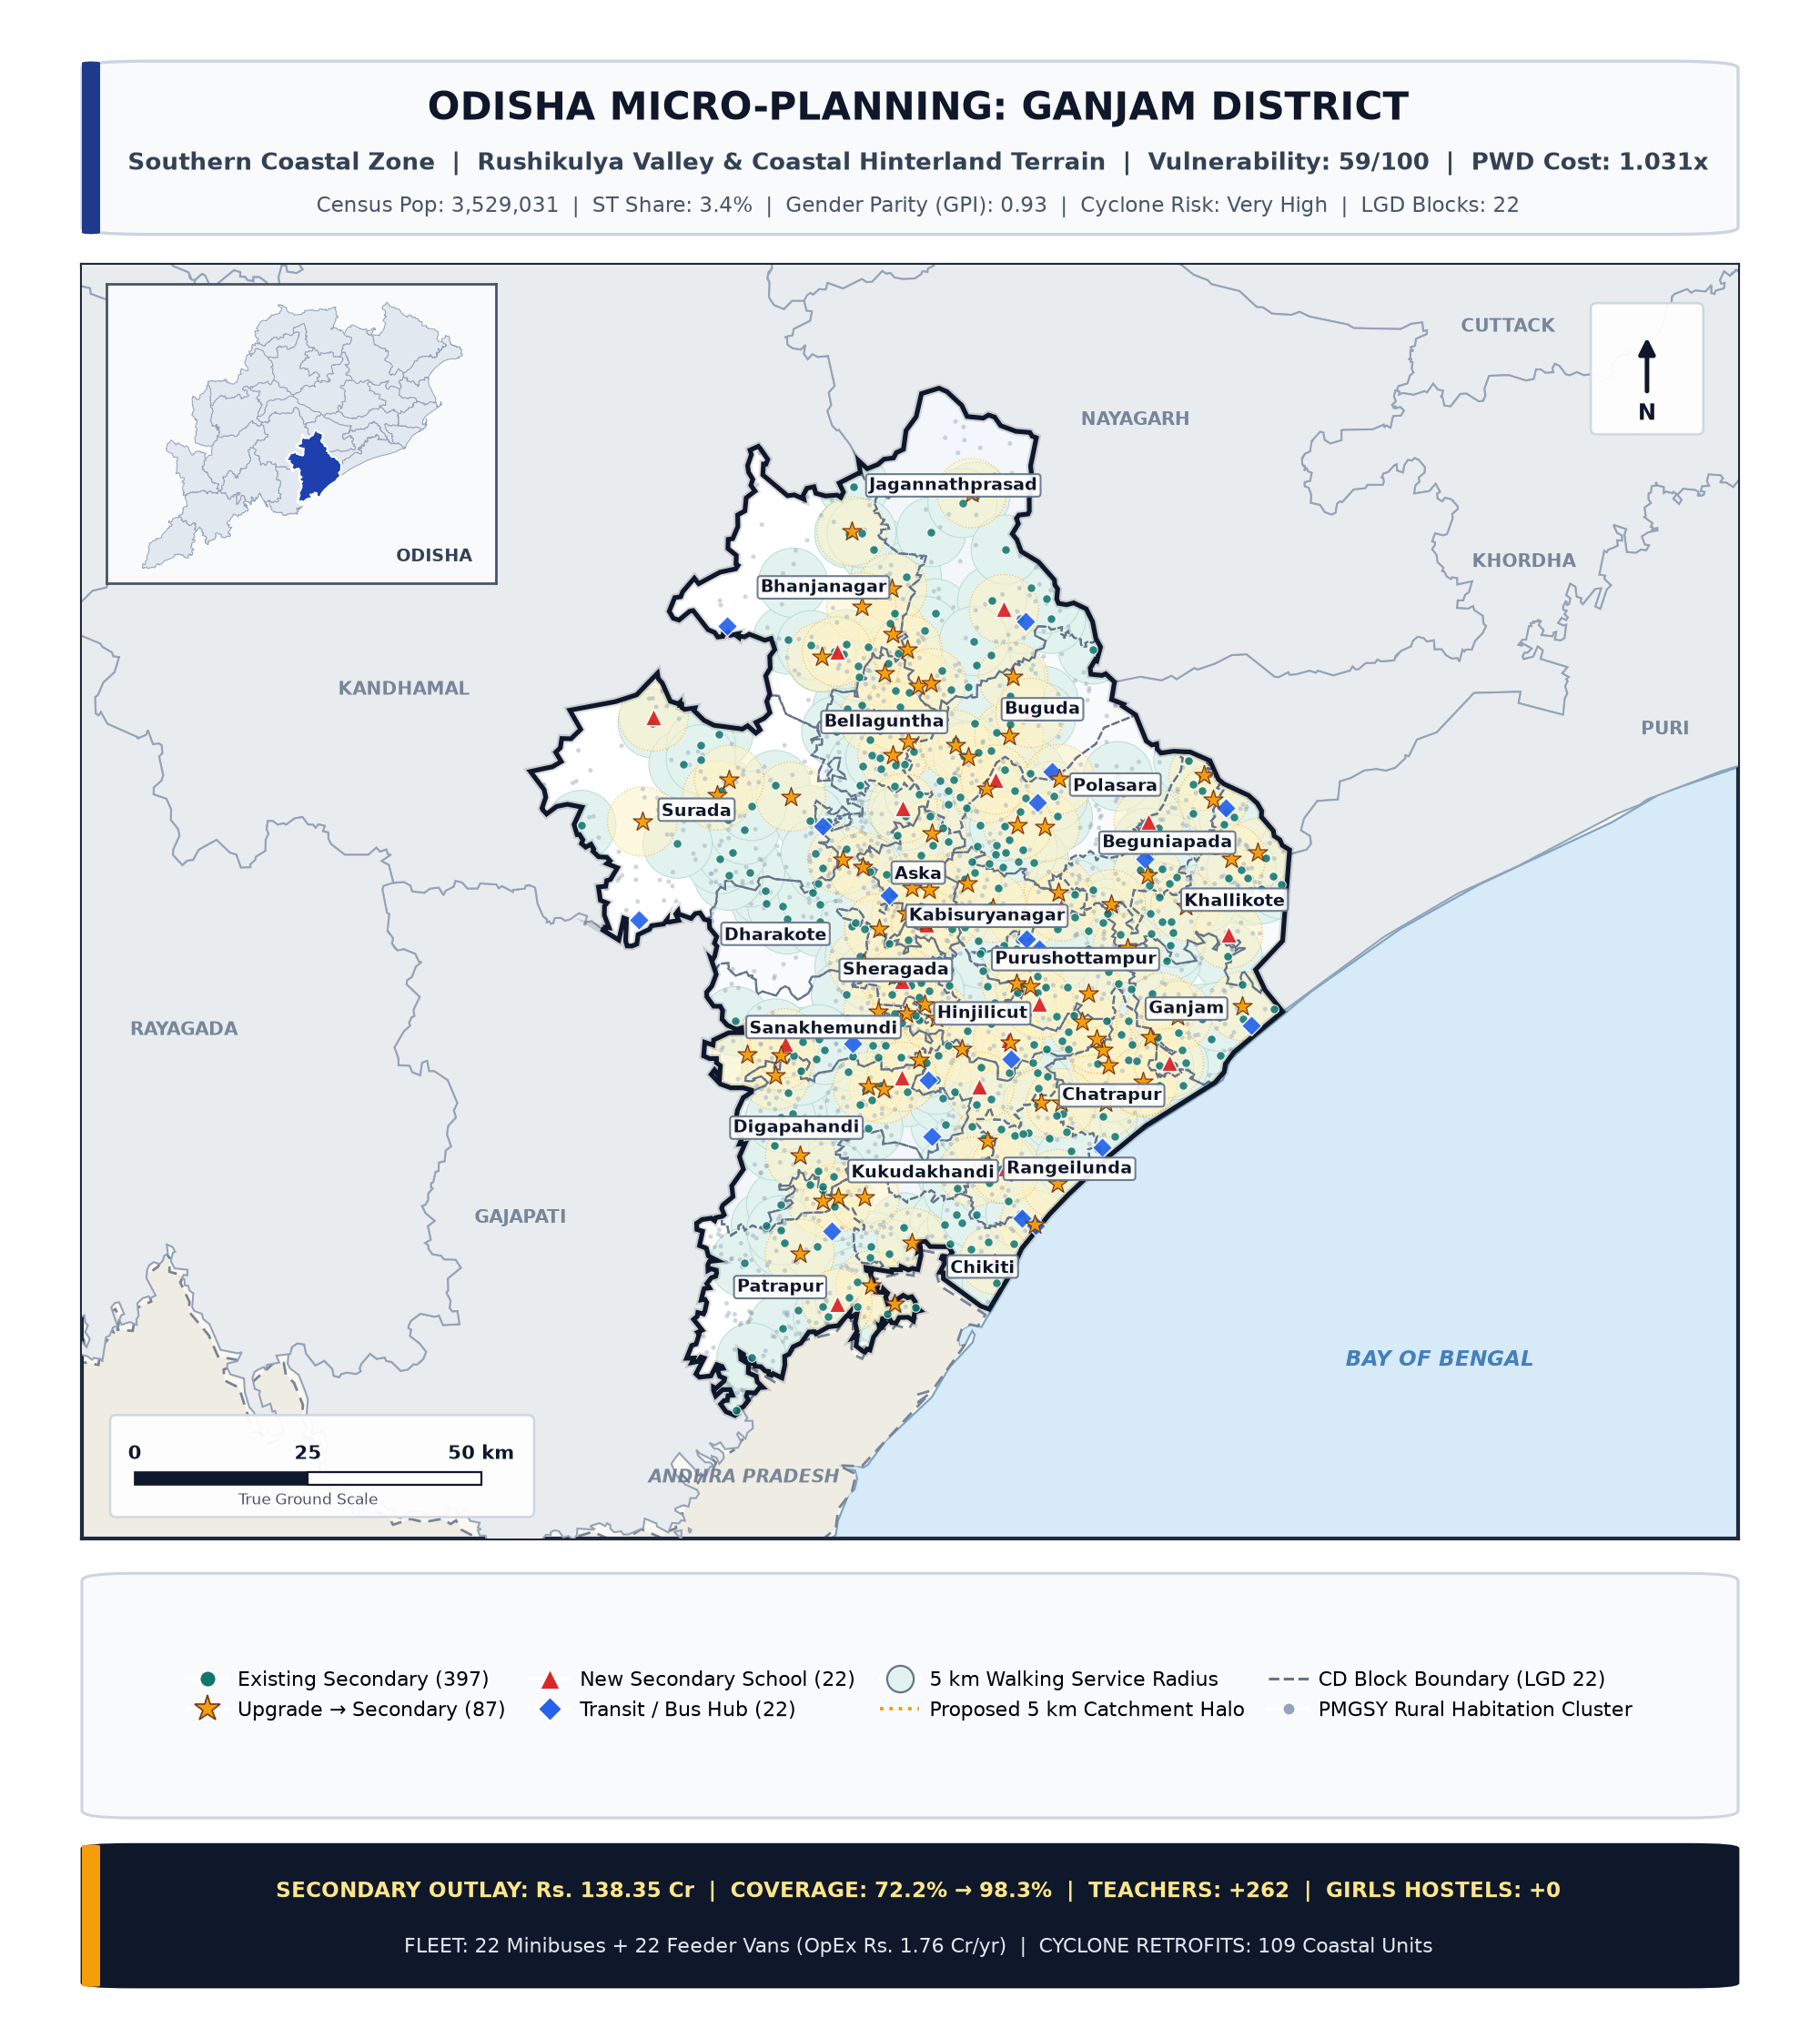 ODISHA MICRO-PLANNING: GANJAM DISTRICT
Southern Coastal Zone | Rushikulya Valley & Coastal Hinterland Terrain | Vulnerability: 59/100 | PWD Cost: 1.031x
Census Pop: 3,529,031 | ST Share: 3.4% | Gender Parity (GPI): 0.93 | Cyclone Risk: Very High | LGD Blocks: 22
ODISHA
CUTTACK
N
NAYAGARH
KHORDHA
PURI
KANDHAMAL
RAYAGADA
GAJAPATI
Jagannathprasad
Bhanjanagar
Bellaguntha
Buguda
Polasara
Surada
Beguniapada
Aska
Khallikote
Kabisuryanagar
Dharakote
Purushottampur
Sheragada
Ganjam
Hinjilicut
Sanakhemundi
Chatrapur
Digapahandi
Kukudakhandi
Rangeilunda
Chikiti
Patrapur
BAY OF BENGAL
ANDHRA PRADESH
0 25 50 km
True Ground Scale
Existing Secondary (397)
Upgrade → Secondary (87)
New Secondary School (22)
Transit / Bus Hub (22)
5 km Walking Service Radius
Proposed 5 km Catchment Halo
CD Block Boundary (LGD 22)
PMGSY Rural Habitation Cluster
SECONDARY OUTLAY: Rs. 138.35 Cr | COVERAGE: 72.2% → 98.3% | TEACHERS: +262 | GIRLS HOSTELS: +0
FLEET: 22 Minibuses + 22 Feeder Vans (OpEx Rs. 1.76 Cr/yr) | CYCLONE RETROFITS: 109 Coastal Units